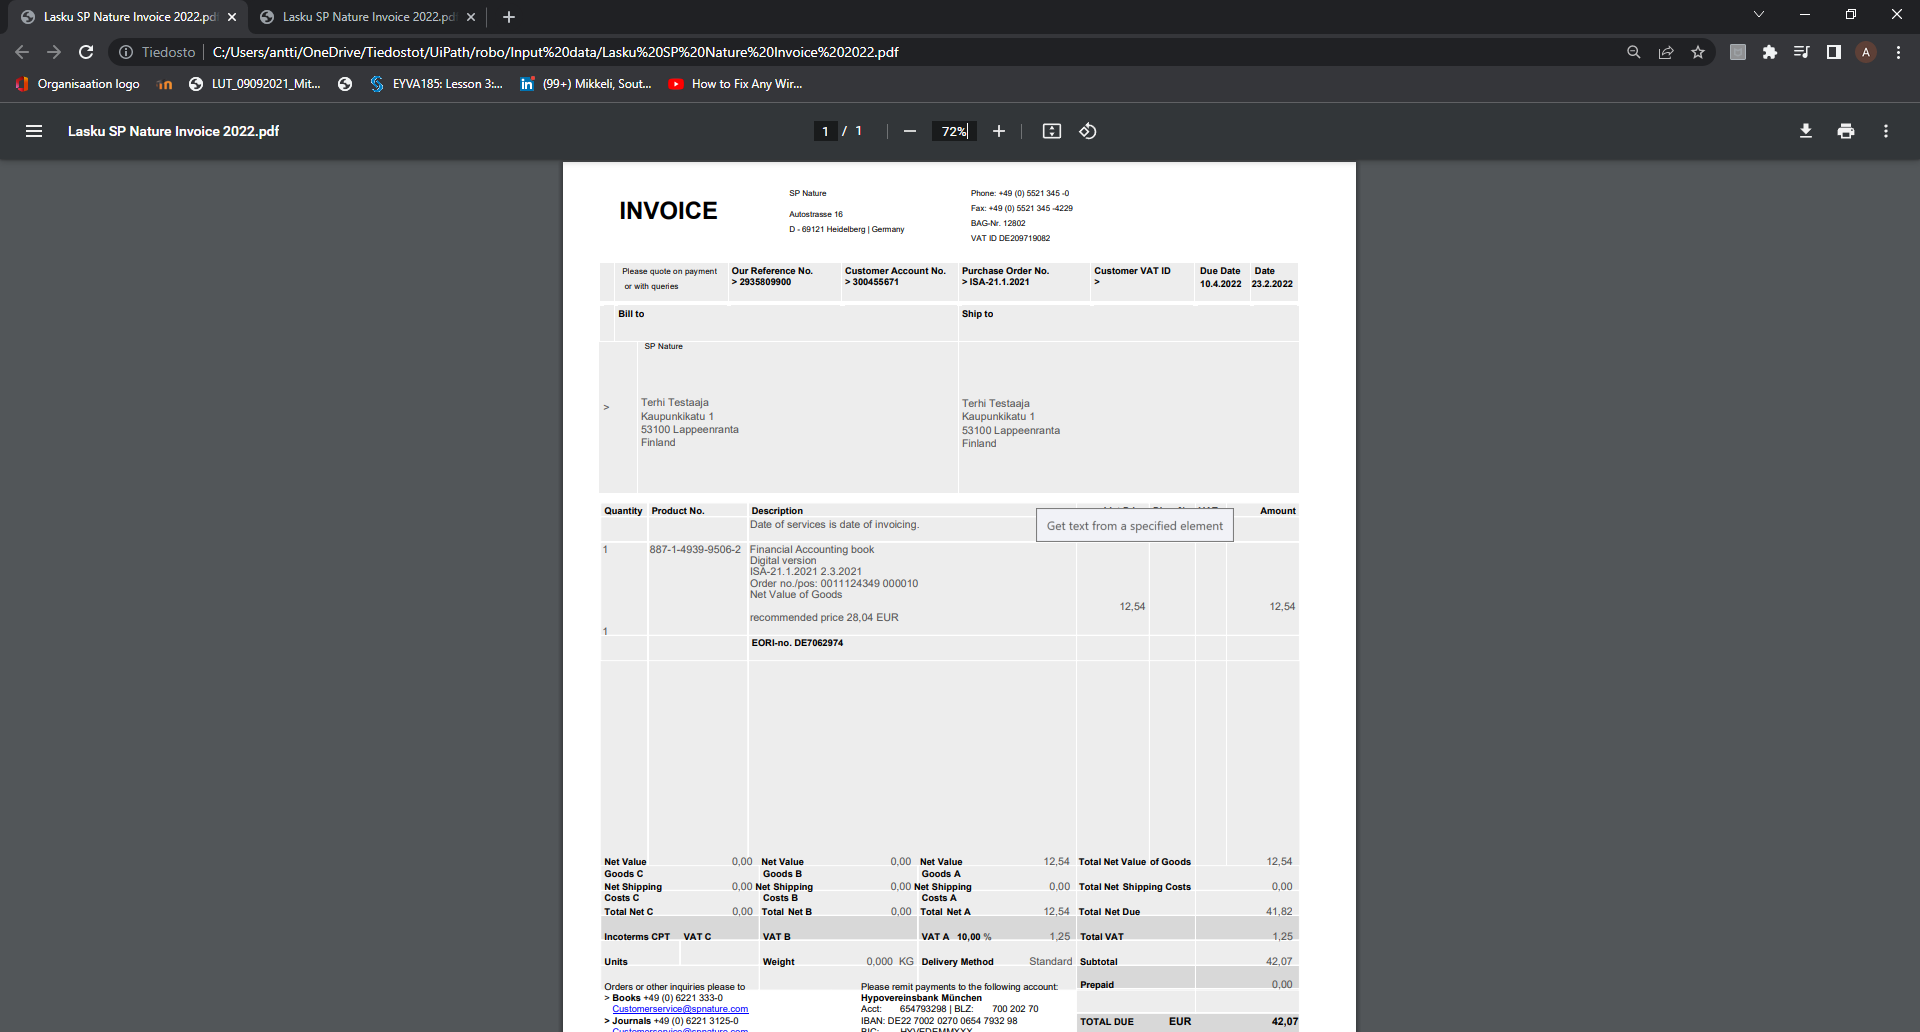 Lasku SP Nature Invoice 2022.pdf
Lasku SP Nature Invoice 2022.pdf
Tiedosto | C:/Users/antti/OneDrive/Tiedostot/UiPath/robo/Input%20data/Lasku%20SP%20Nature%20Invoice%202022.pdf
A
Organisaation logo
LUT_09092021_Mit...
EYVA185: Lesson 3:...
(99+) Mikkeli, Sout...
How to Fix Any Wir...
Lasku SP Nature Invoice 2022.pdf
1 / 1
72%
INVOICE
SP Nature
Autostrasse 16
D - 69121 Heidelberg | Germany
Phone: +49 (0) 5521 345 -0
Fax: +49 (0) 5521 345 -4229
BAG-Nr. 12802
VAT ID DE209719082
Please quote on payment
or with queries
Our Reference No.
> 2935809900
Customer Account No.
> 300455671
Purchase Order No.
> ISA-21.1.2021
Customer VAT ID
>
Due Date
10.4.2022
Date
23.2.2022
Bill to
Ship to
SP Nature
>
Terhi Testaaja
Kaupunkikatu 1
53100 Lappeenranta
Finland
Terhi Testaaja
Kaupunkikatu 1
53100 Lappeenranta
Finland
Quantity Product No. Description Amount
Date of services is date of invoicing.
Get text from a specified element
1 887-1-4939-9506-2 Financial Accounting book
Digital version
ISA-21.1.2021 2.3.2021
Order no./pos: 0011124349 000010
Net Value of Goods
12,54 12,54
recommended price 28,04 EUR
1
EORI-no. DE7062974
Net Value 0,00 Net Value 0,00 Net Value 12,54 Total Net Value of Goods 12,54
Goods C Goods B Goods A
Net Shipping 0,00 Net Shipping 0,00 Net Shipping 0,00 Total Net Shipping Costs 0,00
Costs C Costs B Costs A
Total Net C 0,00 Total Net B 0,00 Total Net A 12,54 Total Net Due 41,82
Incoterms CPT VAT C VAT B VAT A 10,00 % 1,25 Total VAT 1,25
Units Weight 0,000 KG Delivery Method Standard Subtotal 42,07
Prepaid 0,00
Orders or other inquiries please to
> Books +49 (0) 6221 333-0
Customerservice@spnature.com
> Journals +49 (0) 6221 3125-0
Customerservice@spnature.com
Please remit payments to the following account:
Hypovereinsbank München
Acct: 654793298 | BLZ: 700 202 70
IBAN: DE22 7002 0270 0654 7932 98
BIC: HYVEDEMMXXX
TOTAL DUE EUR 42,07